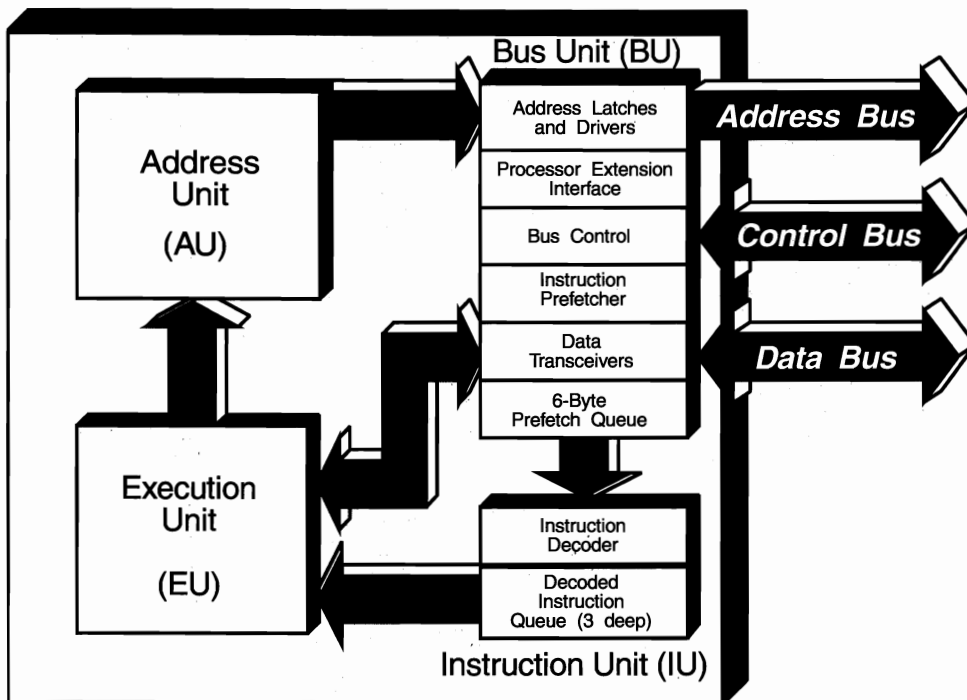 Bus Unit (BU)
Address Latches
and Drivers
Processor Extension
Interface
Bus Control
Instruction
Prefetcher
Data
Transceivers
6-Byte
Prefetch Queue
Address
Unit
(AU)
Execution
Unit
(EU)
Instruction
Decoder
Decoded
Instruction
Queue (3 deep)
Instruction Unit (IU)
Address Bus
Control Bus
Data Bus